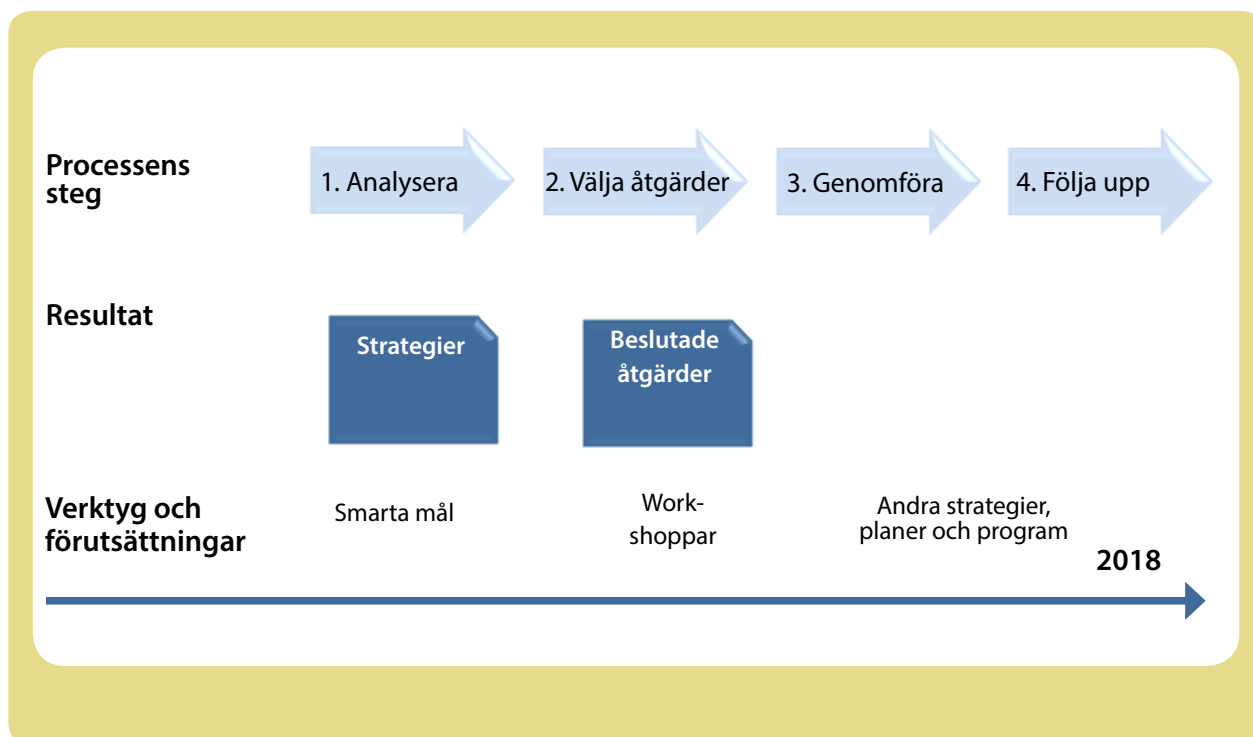 Processens
steg
1. Analysera
2. Välja åtgärder
3. Genomföra
4. Följa upp
Resultat
Strategier
Beslutade
åtgärder
Verktyg och
förutsättningar
Smarta mål
Work-
shoppar
Andra strategier,
planer och program
2018